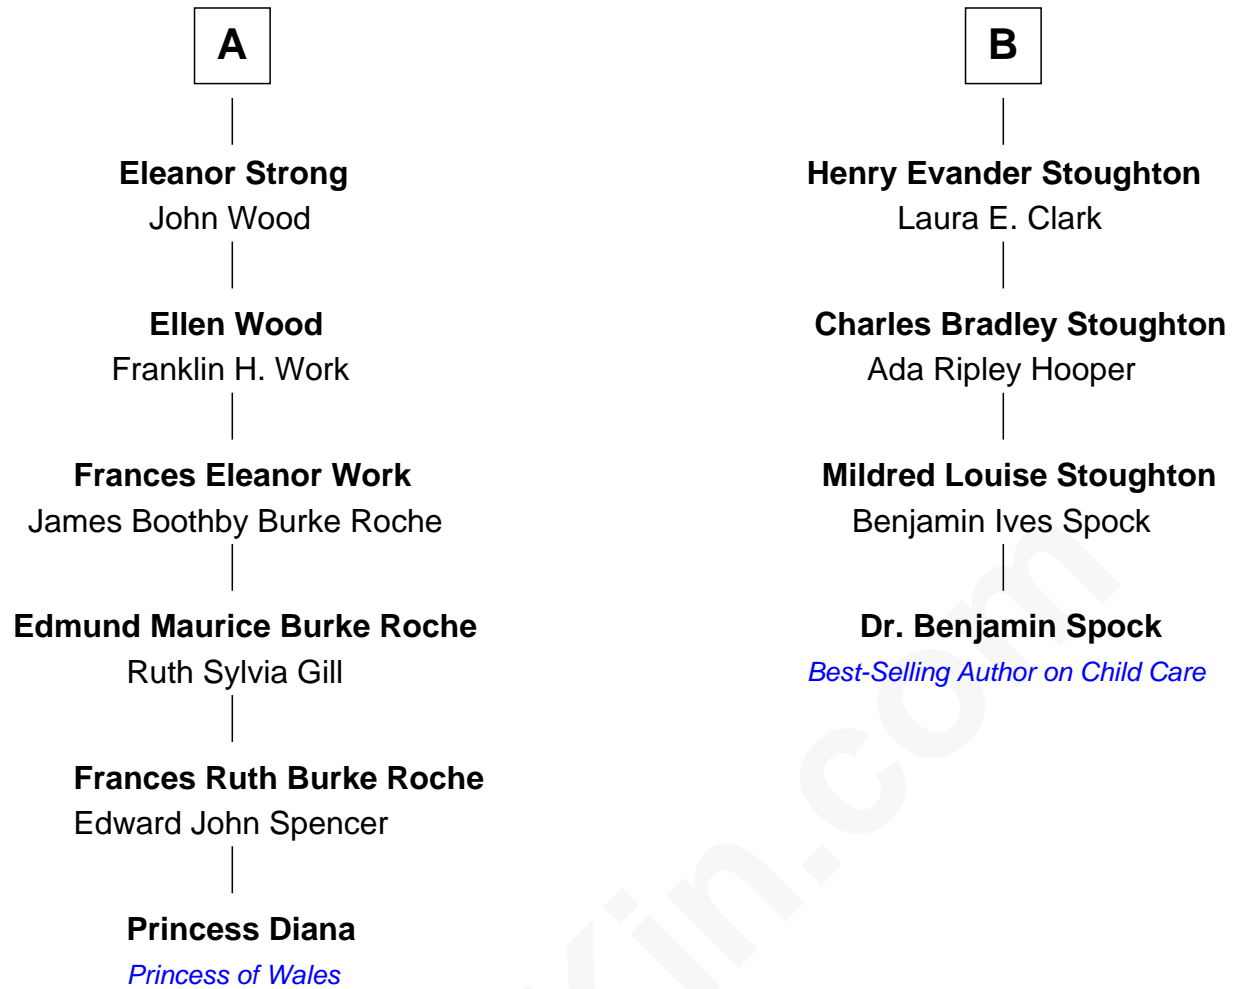 A
Eleanor Strong
John Wood
Ellen Wood
Franklin H. Work
Frances Eleanor Work
James Boothby Burke Roche
Edmund Maurice Burke Roche
Ruth Sylvia Gill
Frances Ruth Burke Roche
Edward John Spencer
Princess Diana
Princess of Wales
B
Henry Evander Stoughton
Laura E. Clark
Charles Bradley Stoughton
Ada Ripley Hooper
Mildred Louise Stoughton
Benjamin Ives Spock
Dr. Benjamin Spock
Best-Selling Author on Child Care
Kin.com